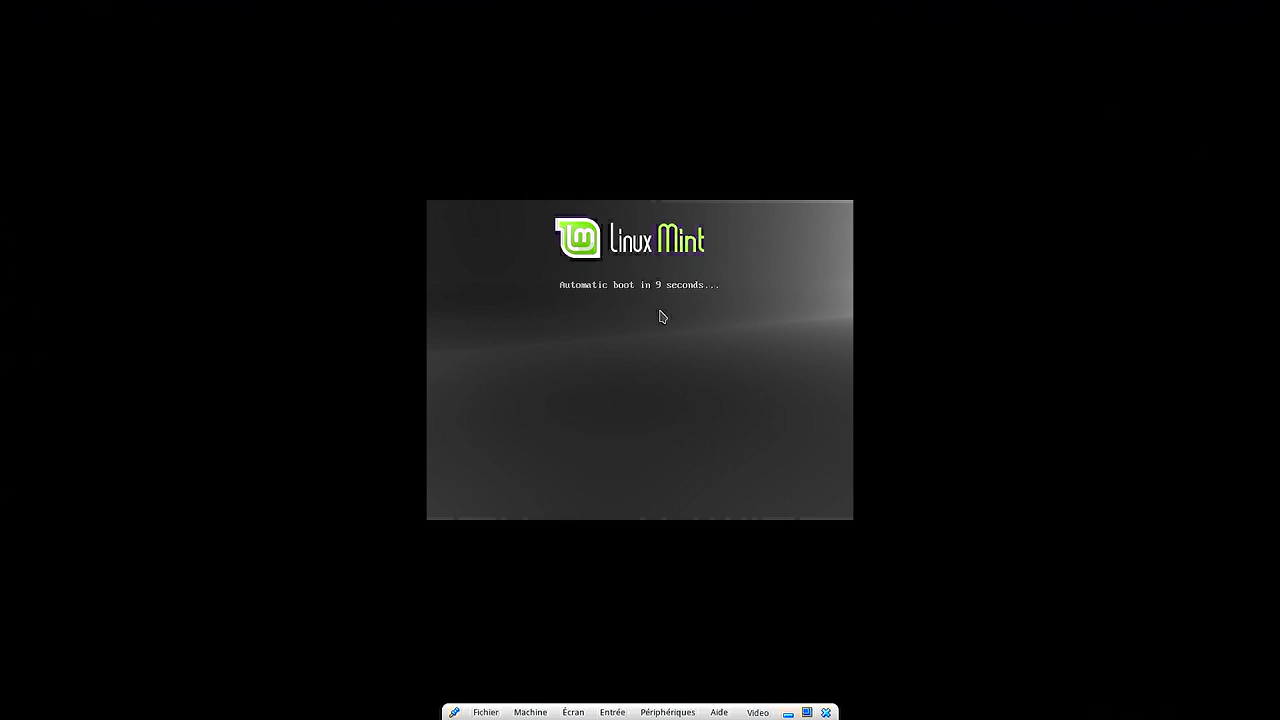 Linux Mint
Automatic boot in 9 seconds...
Fichier Machine Écran Entrée Périphériques Aide Video